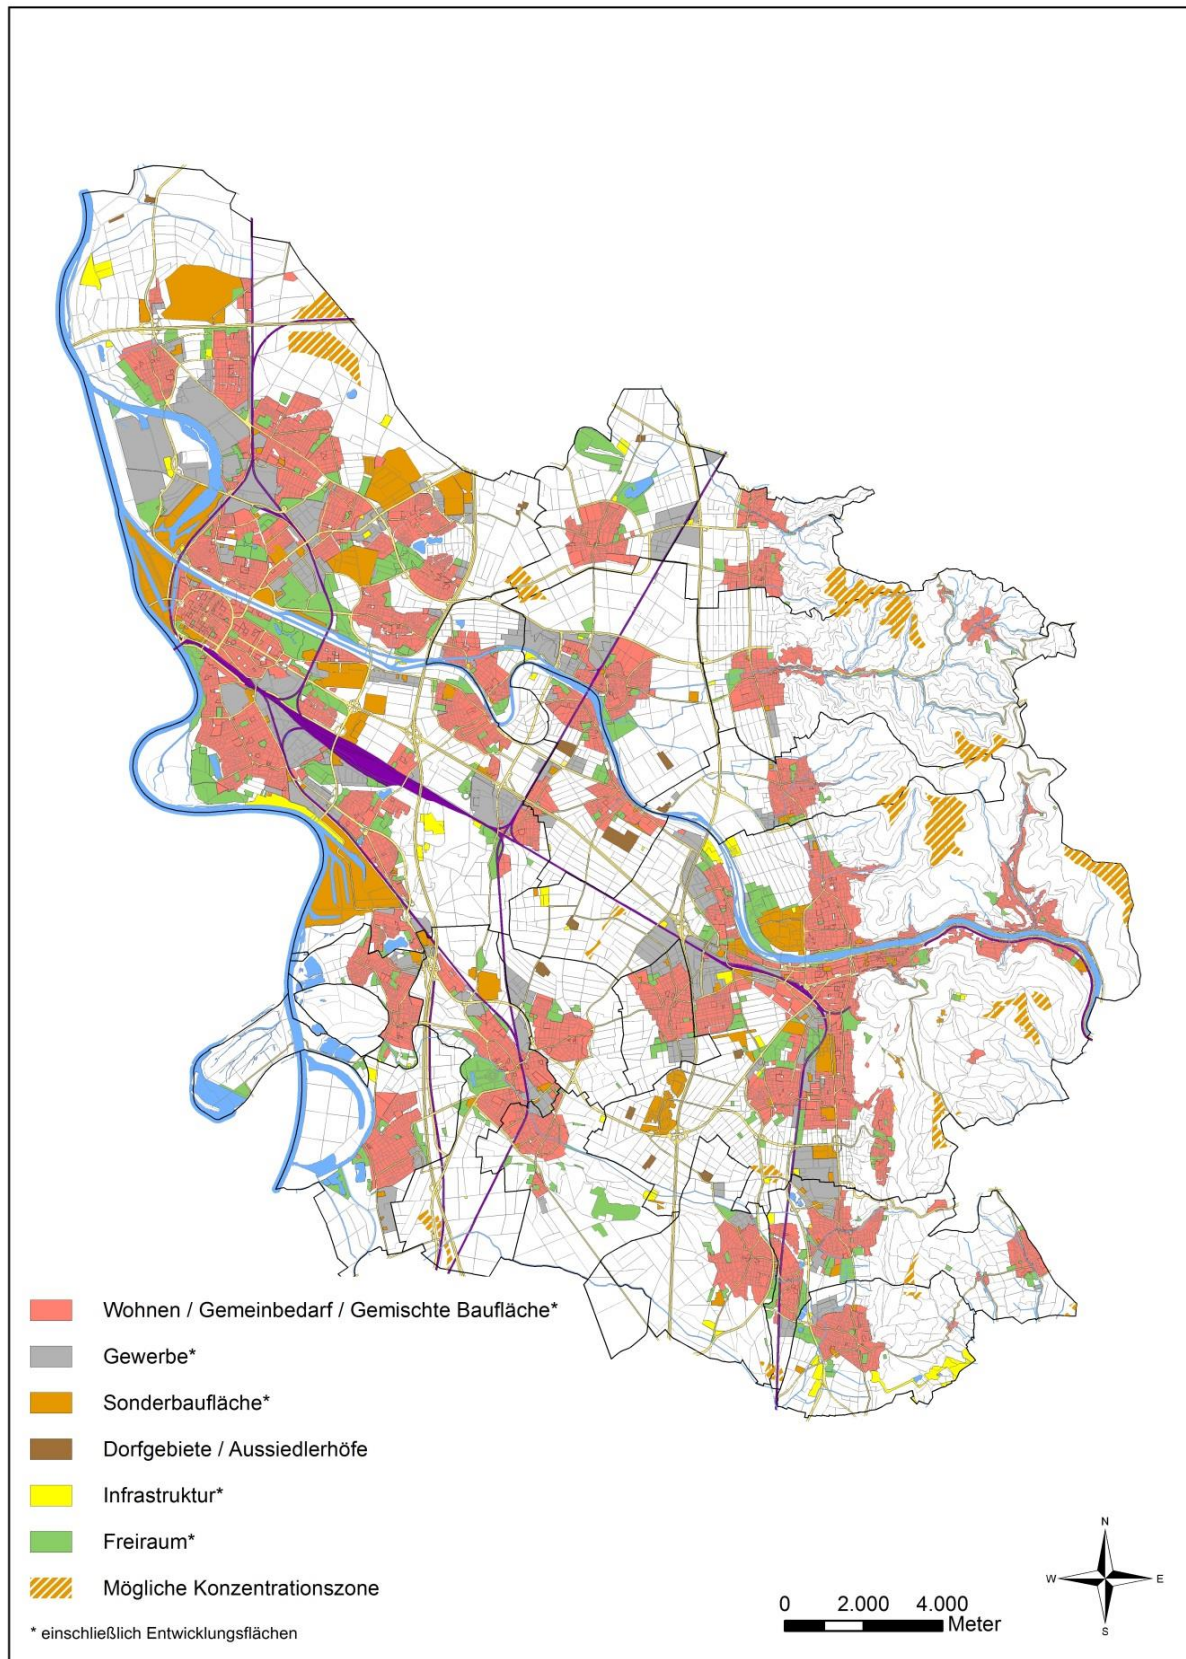 Wohnen / Gemeinbedarf / Gemischte Baufläche*
Gewerbe*
Sonderbaufläche*
Dorfgebiete / Aussiedlerhöfe
Infrastruktur*
Freiraum*
Mögliche Konzentrationszone
* einschließlich Entwicklungsflächen
0 2.000 4.000
Meter
N
W E
S